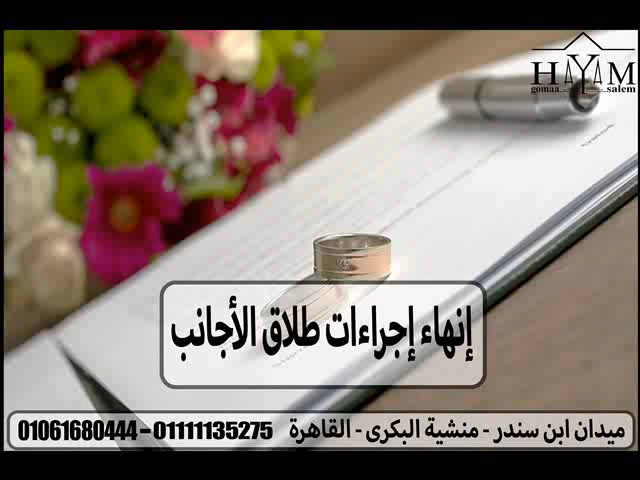 HAYAM
gomaa salem
إنهاء إجراءات طلاق الأجانب
ميدان ابن سندر - منشية البكرى - القاهرة 01111135275 - 01061680444